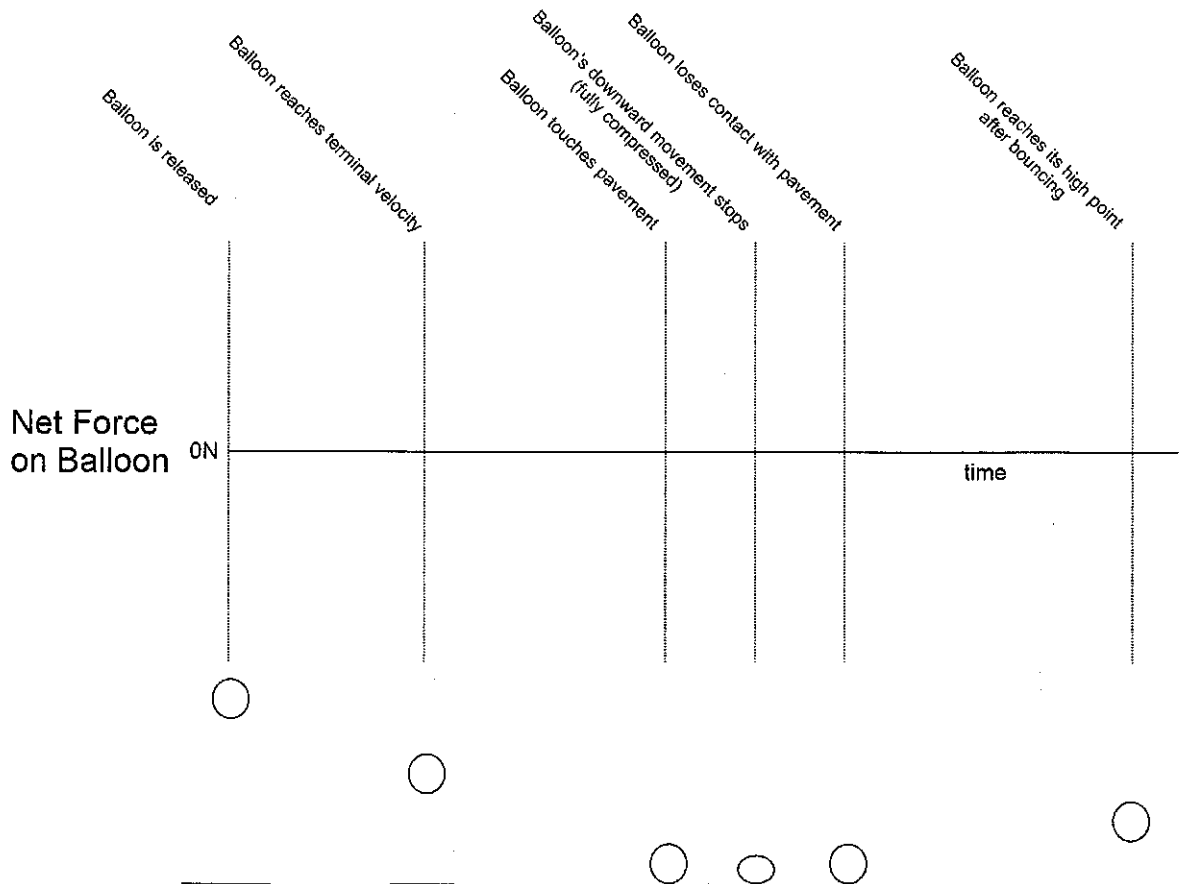 Balloon is released
Balloon reaches terminal velocity
Balloon touches pavement
Balloon's downward movement stops
(fully compressed)
Balloon loses contact with pavement
Balloon reaches its high point
after bouncing
Net Force
on Balloon
0N
time